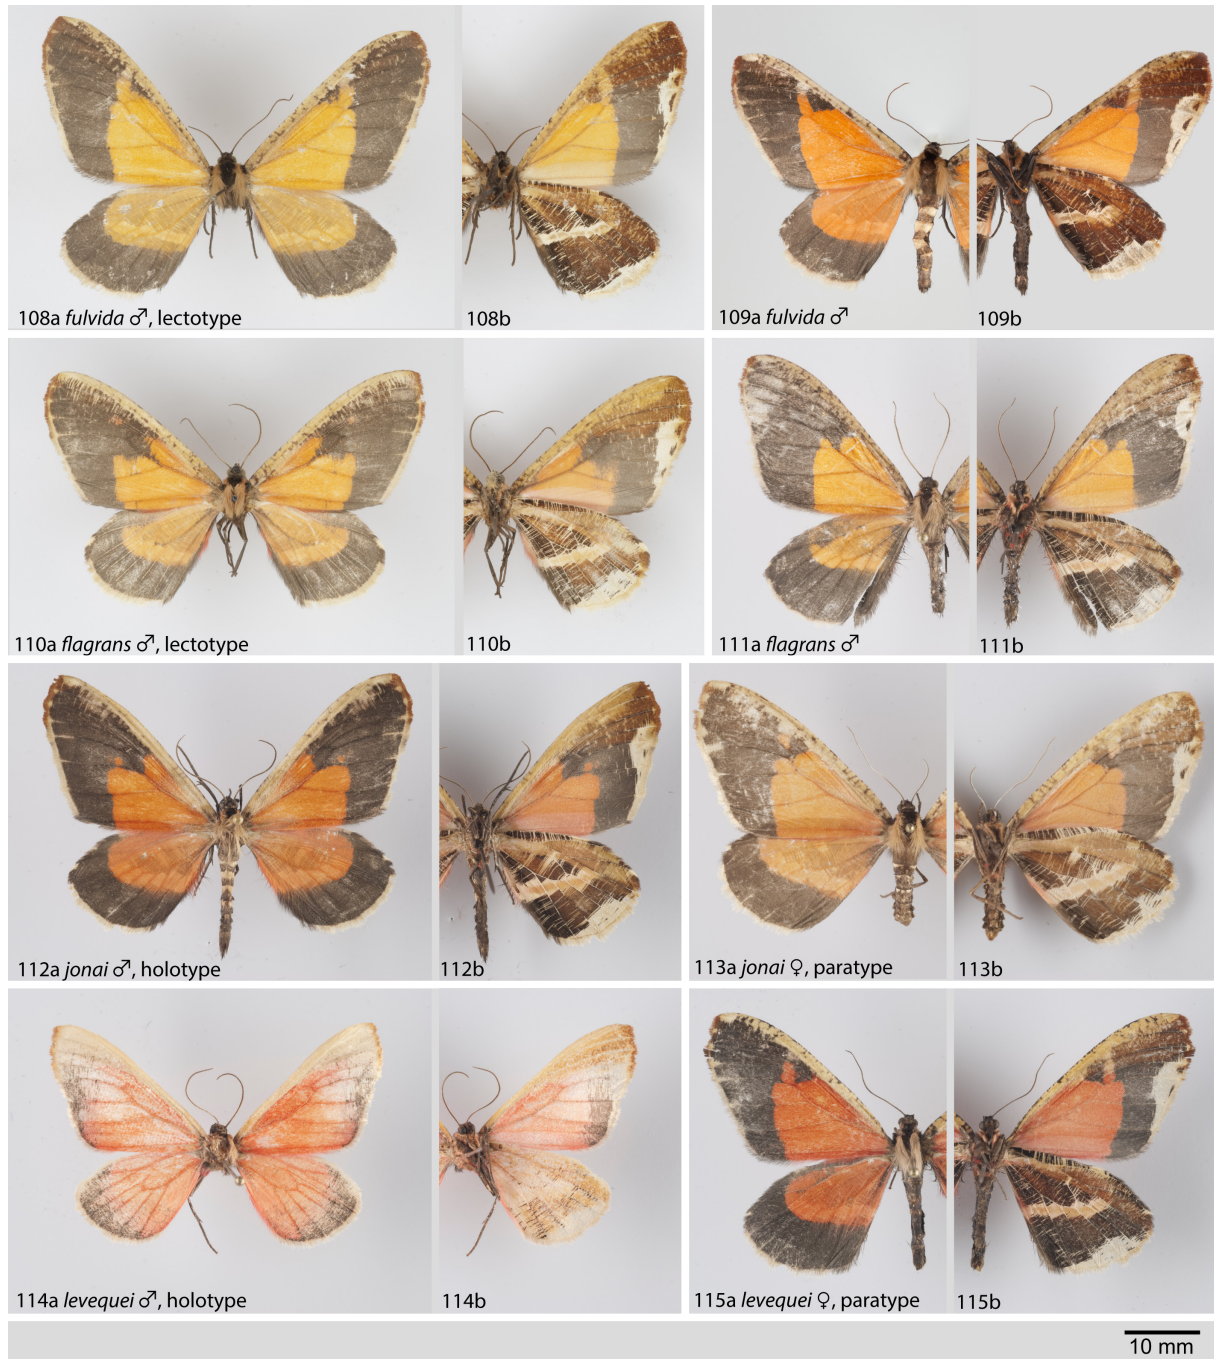 108a fulvida ♂, lectotype
108b
109a fulvida ♂
109b
110a flagrans ♂, lectotype
110b
111a flagrans ♂
111b
112a jonai ♂, holotype
112b
113a jonai ♀, paratype
113b
114a levequei ♂, holotype
114b
115a levequei ♀, paratype
115b
10 mm